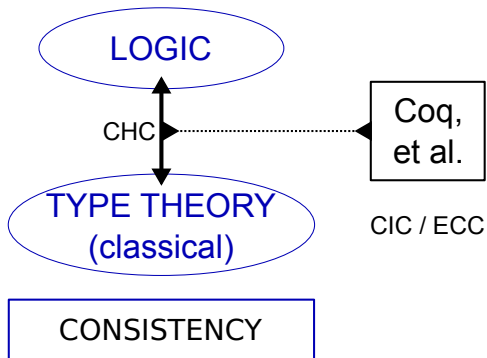 LOGIC
CHC
Coq,
et al.
TYPE THEORY
(classical)
CIC / ECC
CONSISTENCY